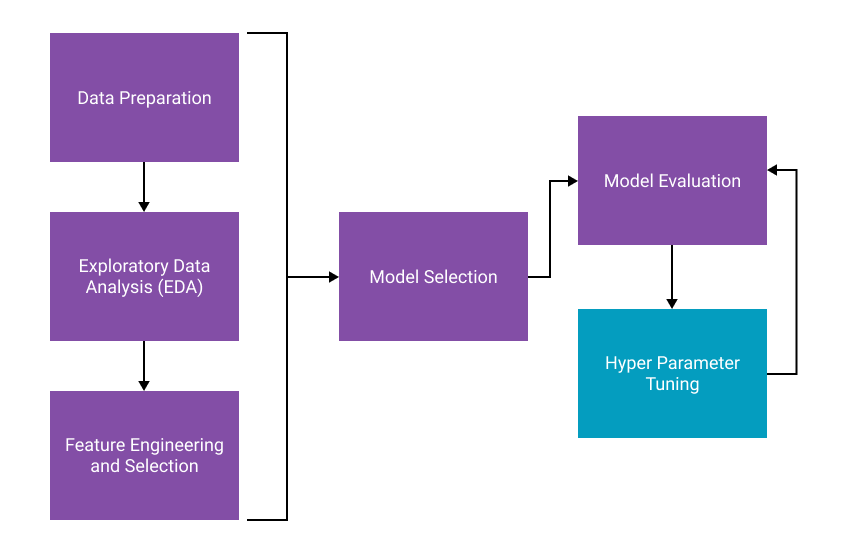 Data Preparation
Exploratory Data
Analysis (EDA)
Feature Engineering
and Selection
Model Selection
Model Evaluation
Hyper Parameter
Tuning